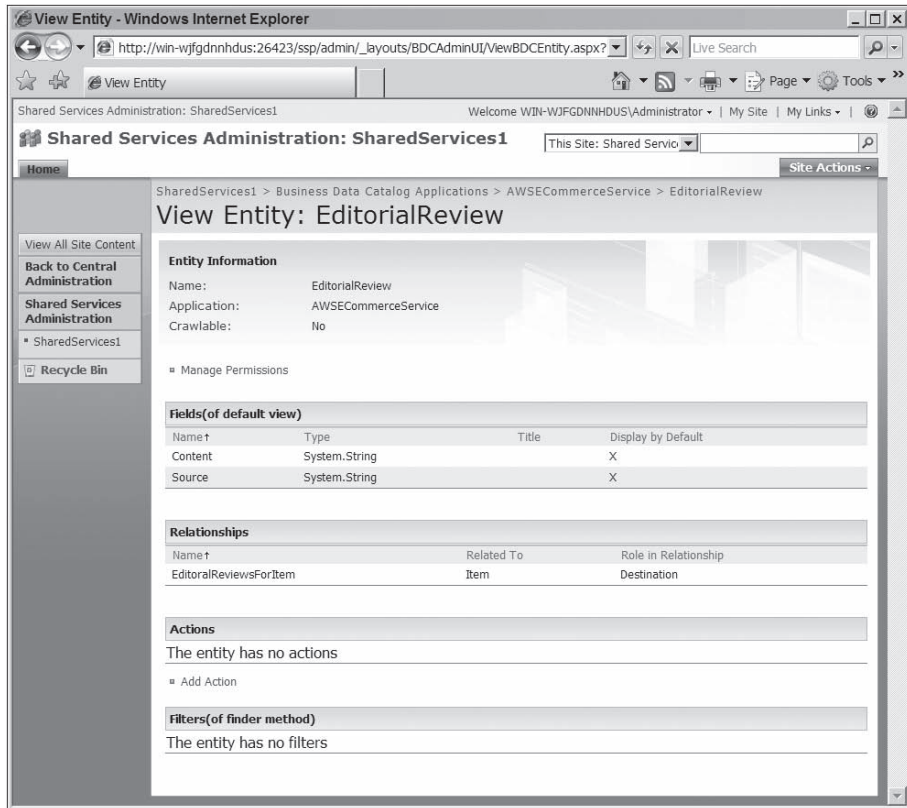 View Entity - Windows Internet Explorer
http://win-wjfgdnnhdus:26423/ssp/admin/_layouts/BDCAdminUI/ViewBDCEntity.aspx?
Live Search
View Entity
Page
Tools
Shared Services Administration: SharedServices1
Welcome WIN-WJFGDNNHDUS\Administrator | My Site | My Links |
Shared Services Administration: SharedServices1
This Site: Shared Servic
Home
Site Actions
SharedServices1 > Business Data Catalog Applications > AWSECommerceService > EditorialReview
View Entity: EditorialReview
View All Site Content
Back to Central
Administration
Shared Services
Administration
SharedServices1
Recycle Bin
Entity Information
Name: EditorialReview
Application: AWSECommerceService
Crawlable: No
Manage Permissions
Fields(of default view)
Name↑ Type Title Display by Default
Content System.String X
Source System.String X
Relationships
Name↑ Related To Role in Relationship
EditoralReviewsForItem Item Destination
Actions
The entity has no actions
Add Action
Filters(of finder method)
The entity has no filters